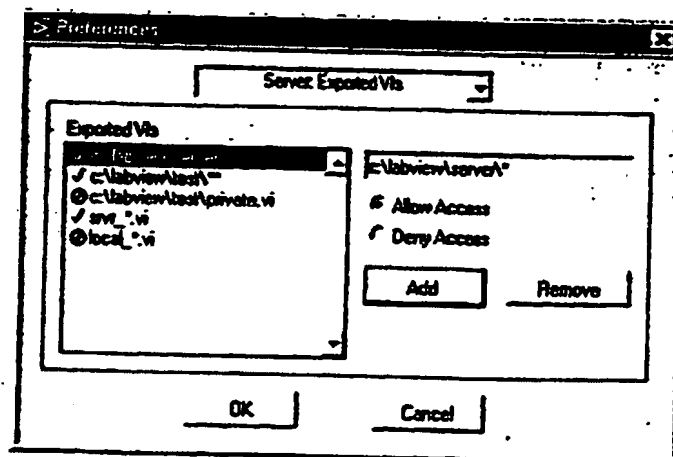 Preferences
Server: Exported VIs
Exported VIs
c:\labview\test\**
c:\labview\test\private.vi
srvr_*.vi
local_*.vi
c:\labview\server\*
Allow Access
Deny Access
Add
Remove
OK
Cancel